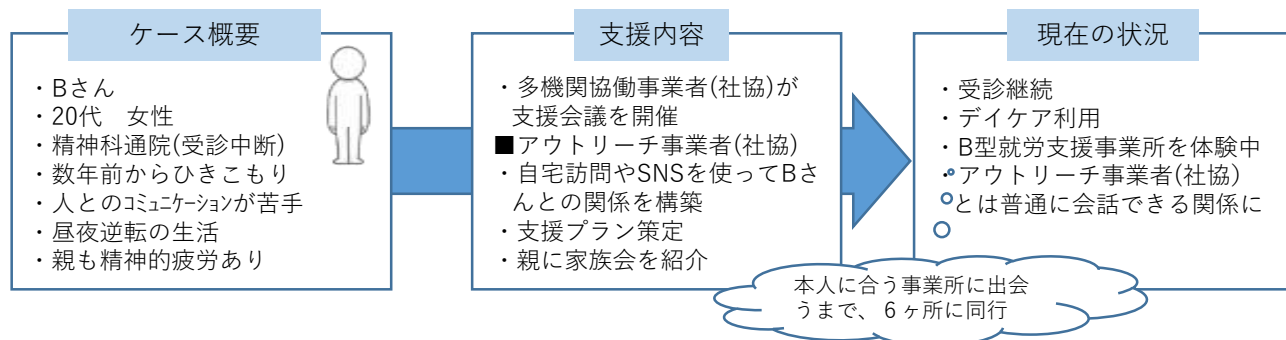 ケース概要
・Bさん
・20代　女性
・精神科通院(受診中断)
・数年前からひきこもり
・人とのｺﾐｭﾆｹｰｼｮﾝが苦手
・昼夜逆転の生活
・親も精神的疲労あり
支援内容
・多機関協働事業者(社協)が
支援会議を開催
■アウトリーチ事業者(社協)
・自宅訪問やSNSを使ってBさ
んとの関係を構築
・支援プラン策定
・親に家族会を紹介
現在の状況
・受診継続
・デイケア利用
・B型就労支援事業所を体験中
・アウトリーチ事業者(社協)
とは普通に会話できる関係に
本人に合う事業所に出会
うまで、６ヶ所に同行